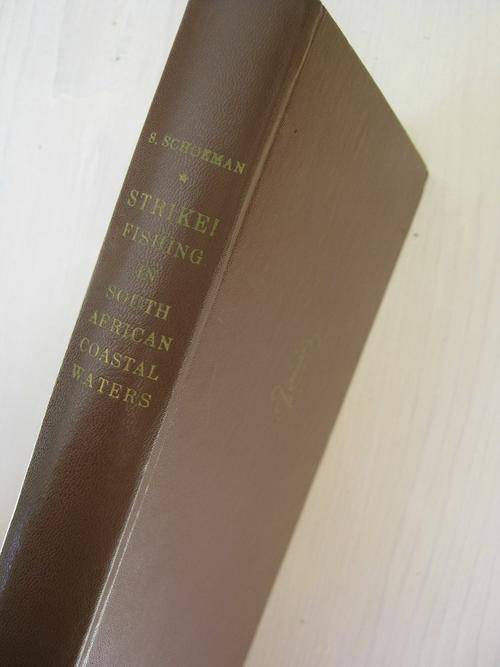 S. SCHOEMAN
STRIKE!
FISHING
IN
SOUTH
AFRICAN
COASTAL
WATERS